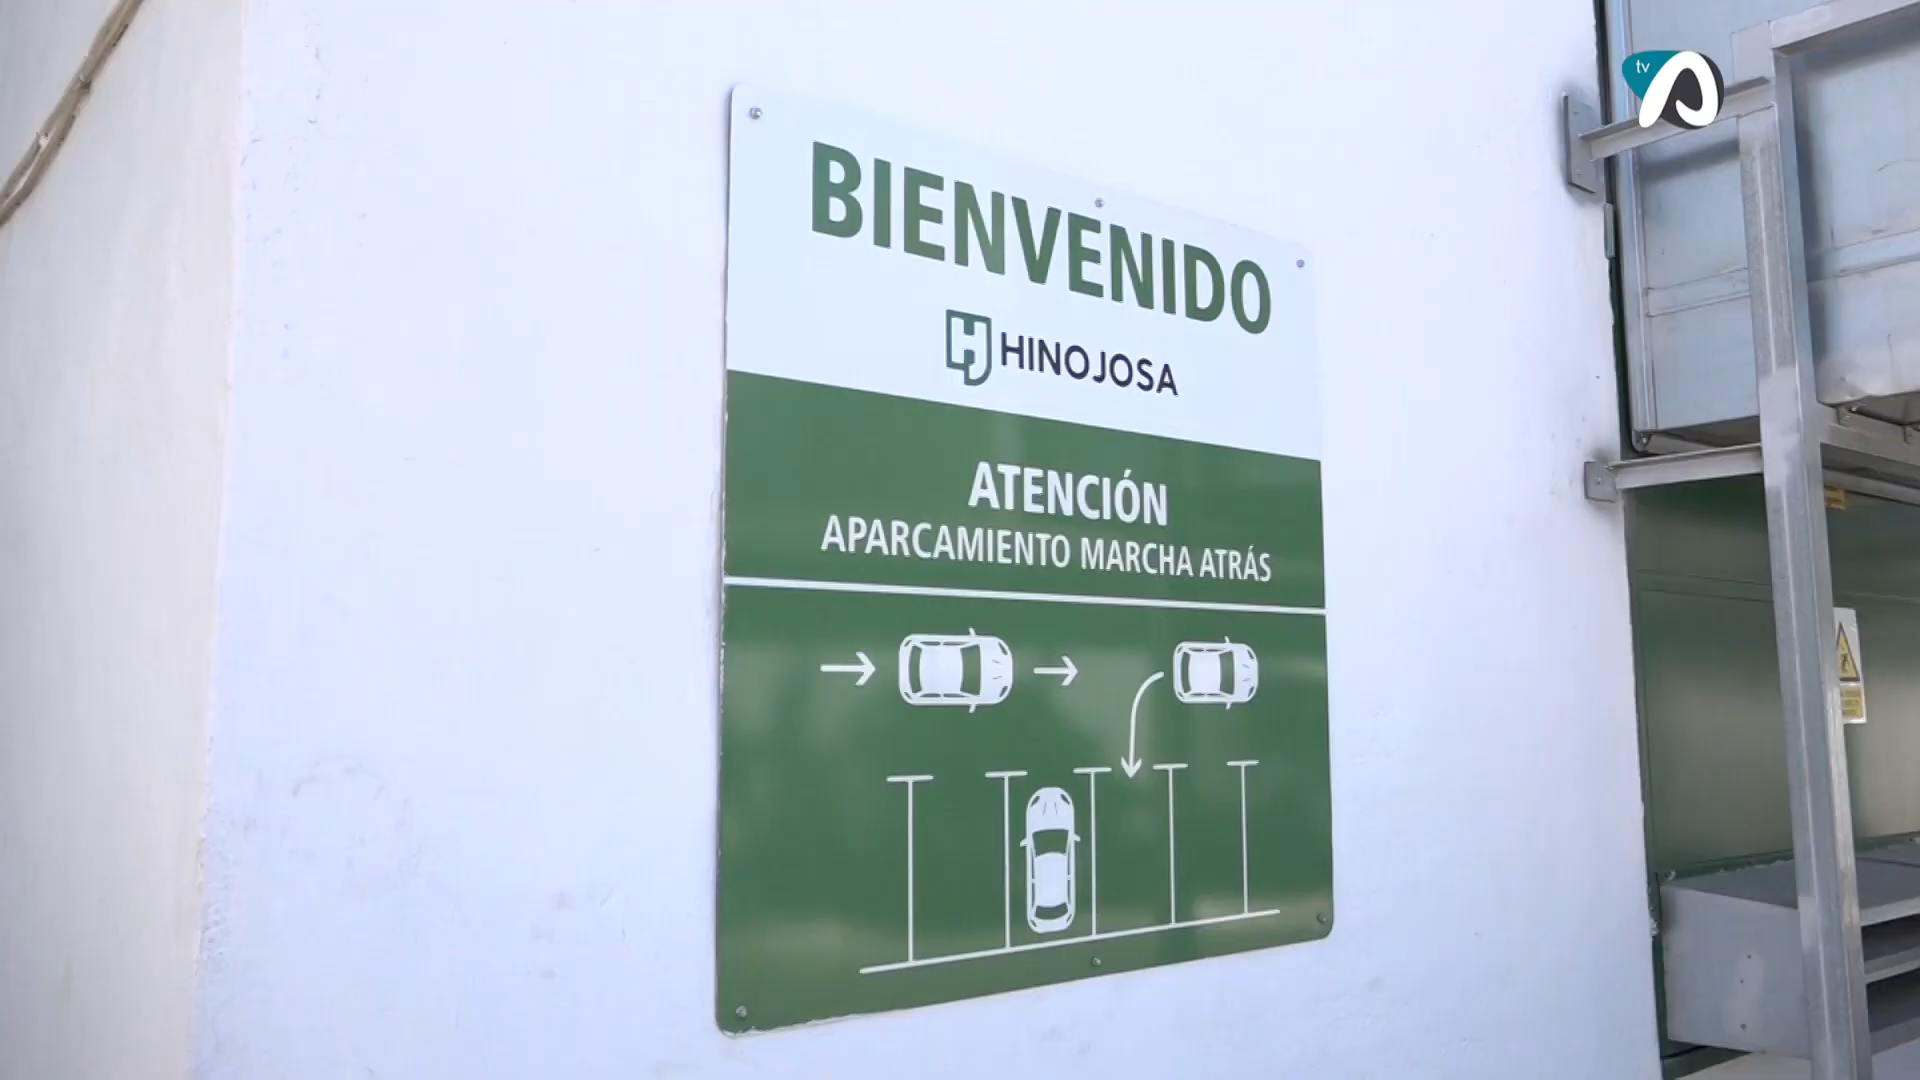 tv
BIENVENIDO
HINOJOSA
ATENCIÓN
APARCAMIENTO MARCHA ATRÁS